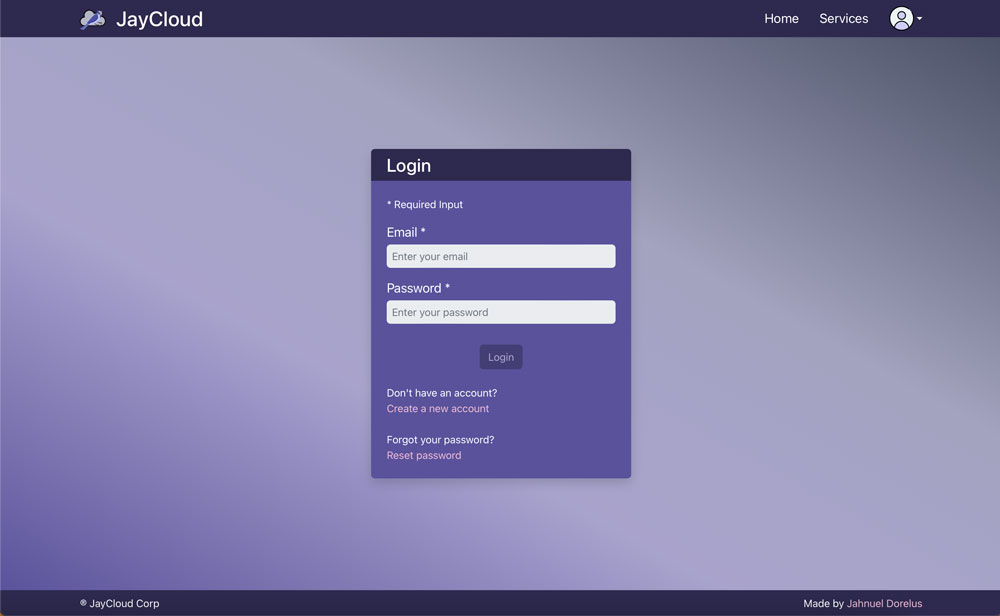 JayCloud
Home Services
Login
* Required Input
Email *
Enter your email
Password *
Enter your password
Login
Don't have an account?
Create a new account
Forgot your password?
Reset password
® JayCloud Corp
Made by Jahnuel Dorelus